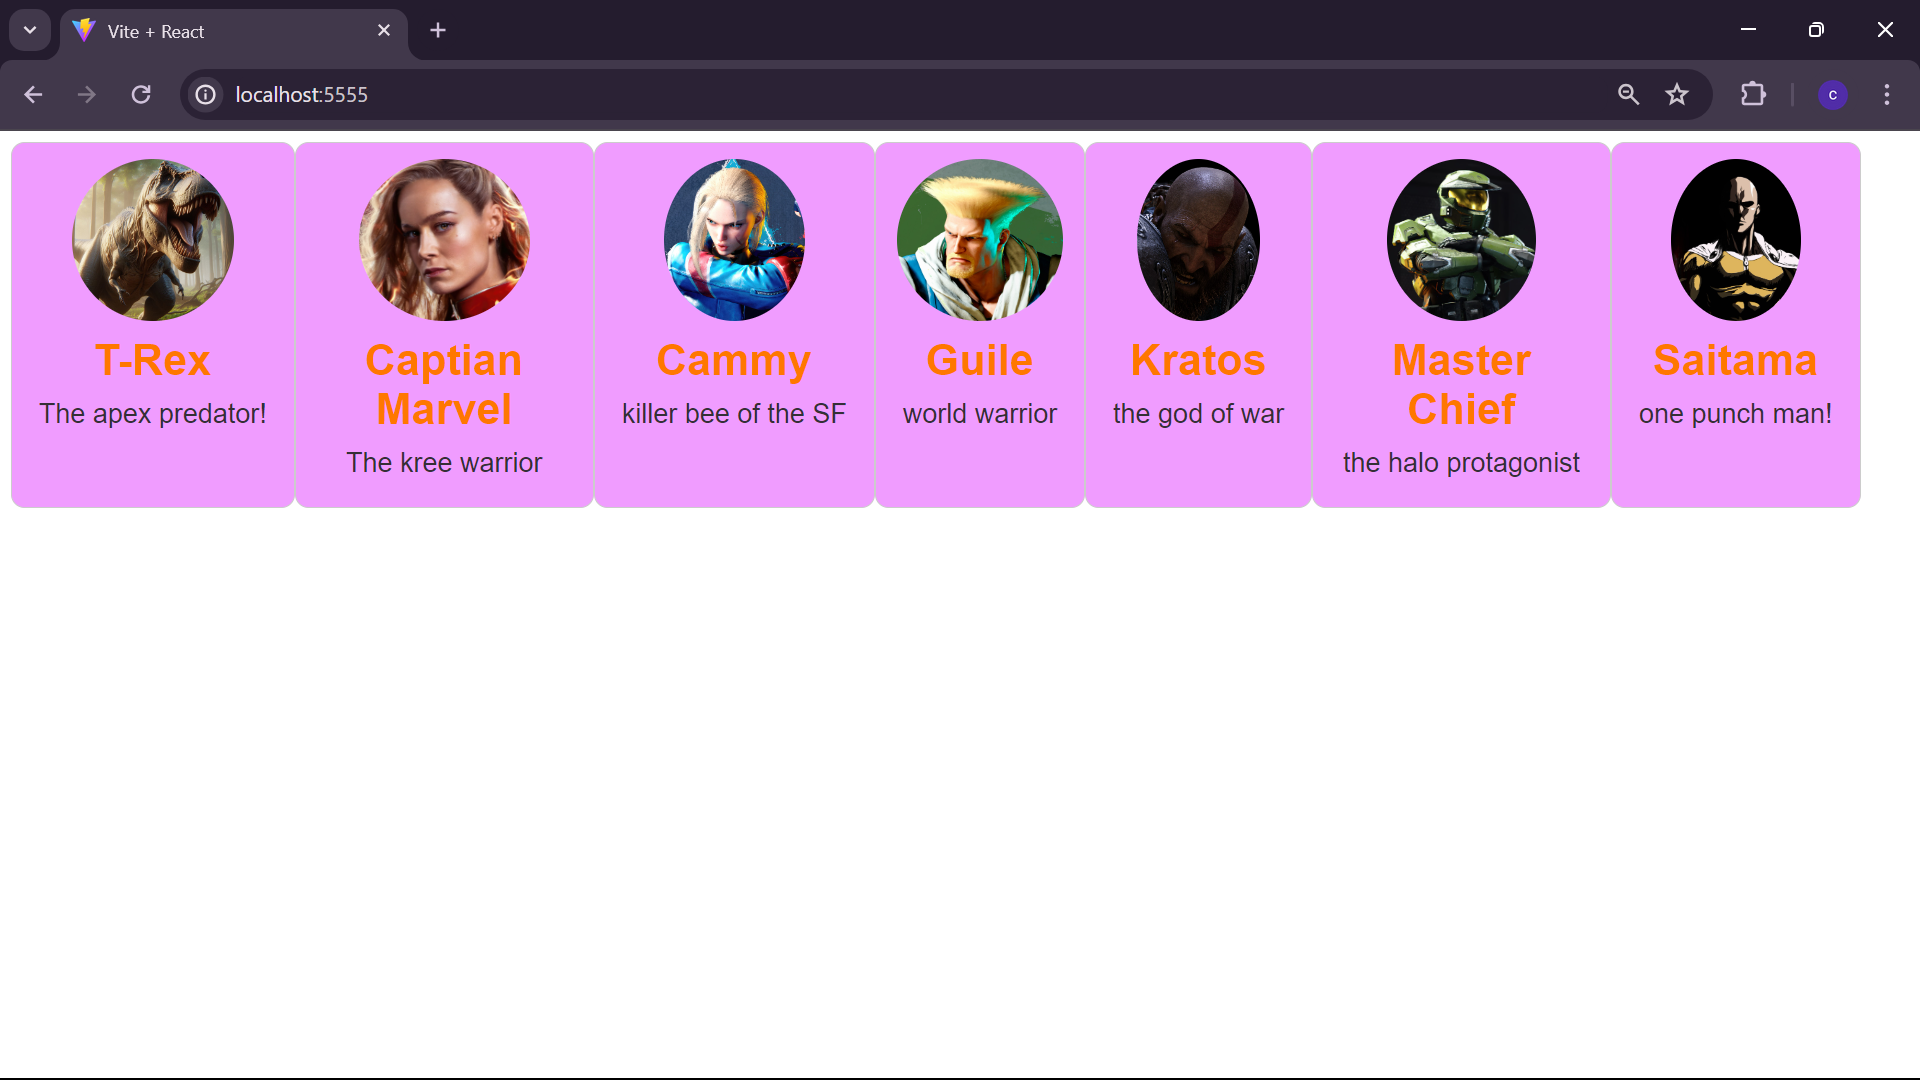 Vite + React
localhost:5555
c
T-Rex
The apex predator!
Captian
Marvel
The kree warrior
Cammy
killer bee of the SF
Guile
world warrior
Kratos
the god of war
Master
Chief
the halo protagonist
Saitama
one punch man!